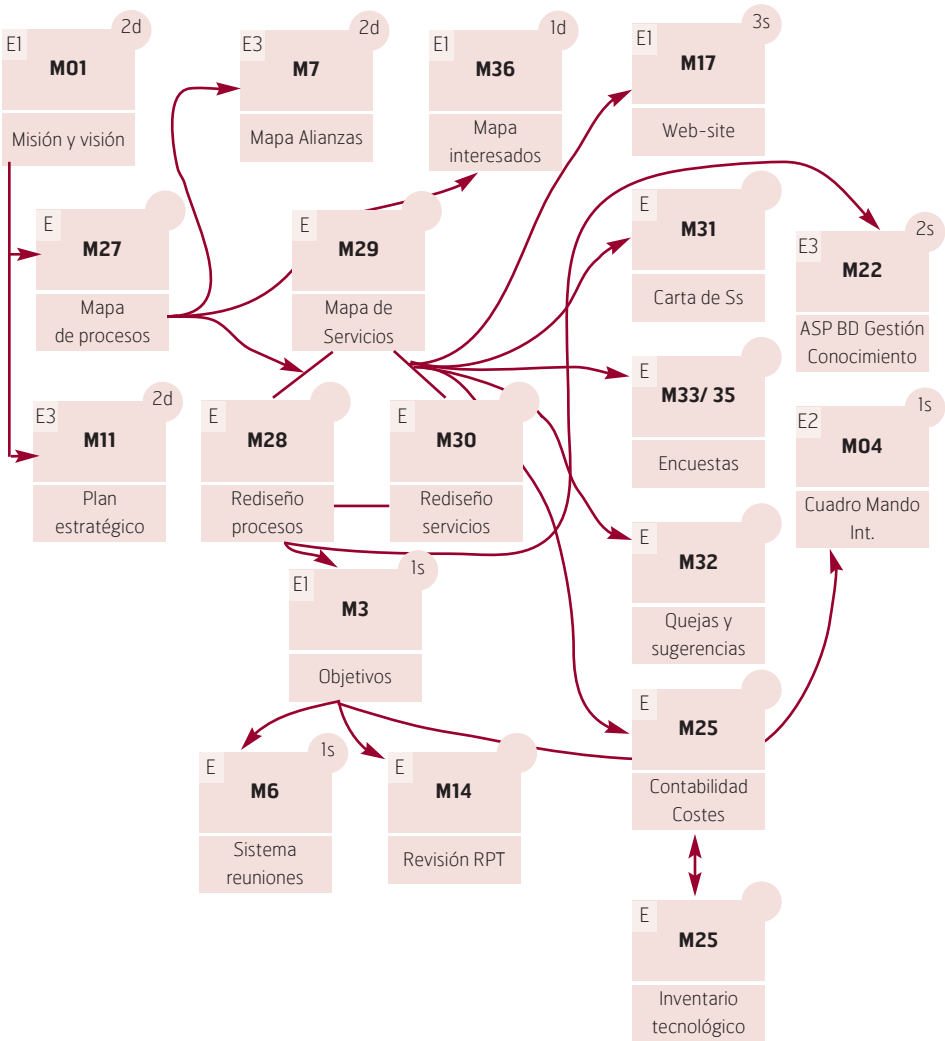 E1
2d
M01
Misión y visión
E3
2d
M7
Mapa Alianzas
E1
1d
M36
Mapa
interesados
E1
3s
M17
Web-site
E
M27
Mapa
de procesos
E
M29
Mapa de
Servicios
E
M31
Carta de Ss
E3
2s
M22
ASP BD Gestión
Conocimiento
E3
2d
M11
Plan
estratégico
E
M28
Rediseño
procesos
E
M30
Rediseño
servicios
E
M33/ 35
Encuestas
E2
1s
M04
Cuadro Mando
Int.
E1
1s
M3
Objetivos
E
M32
Quejas y
sugerencias
E
1s
M6
Sistema
reuniones
E
M14
Revisión RPT
E
M25
Contabilidad
Costes
E
M25
Inventario
tecnológico